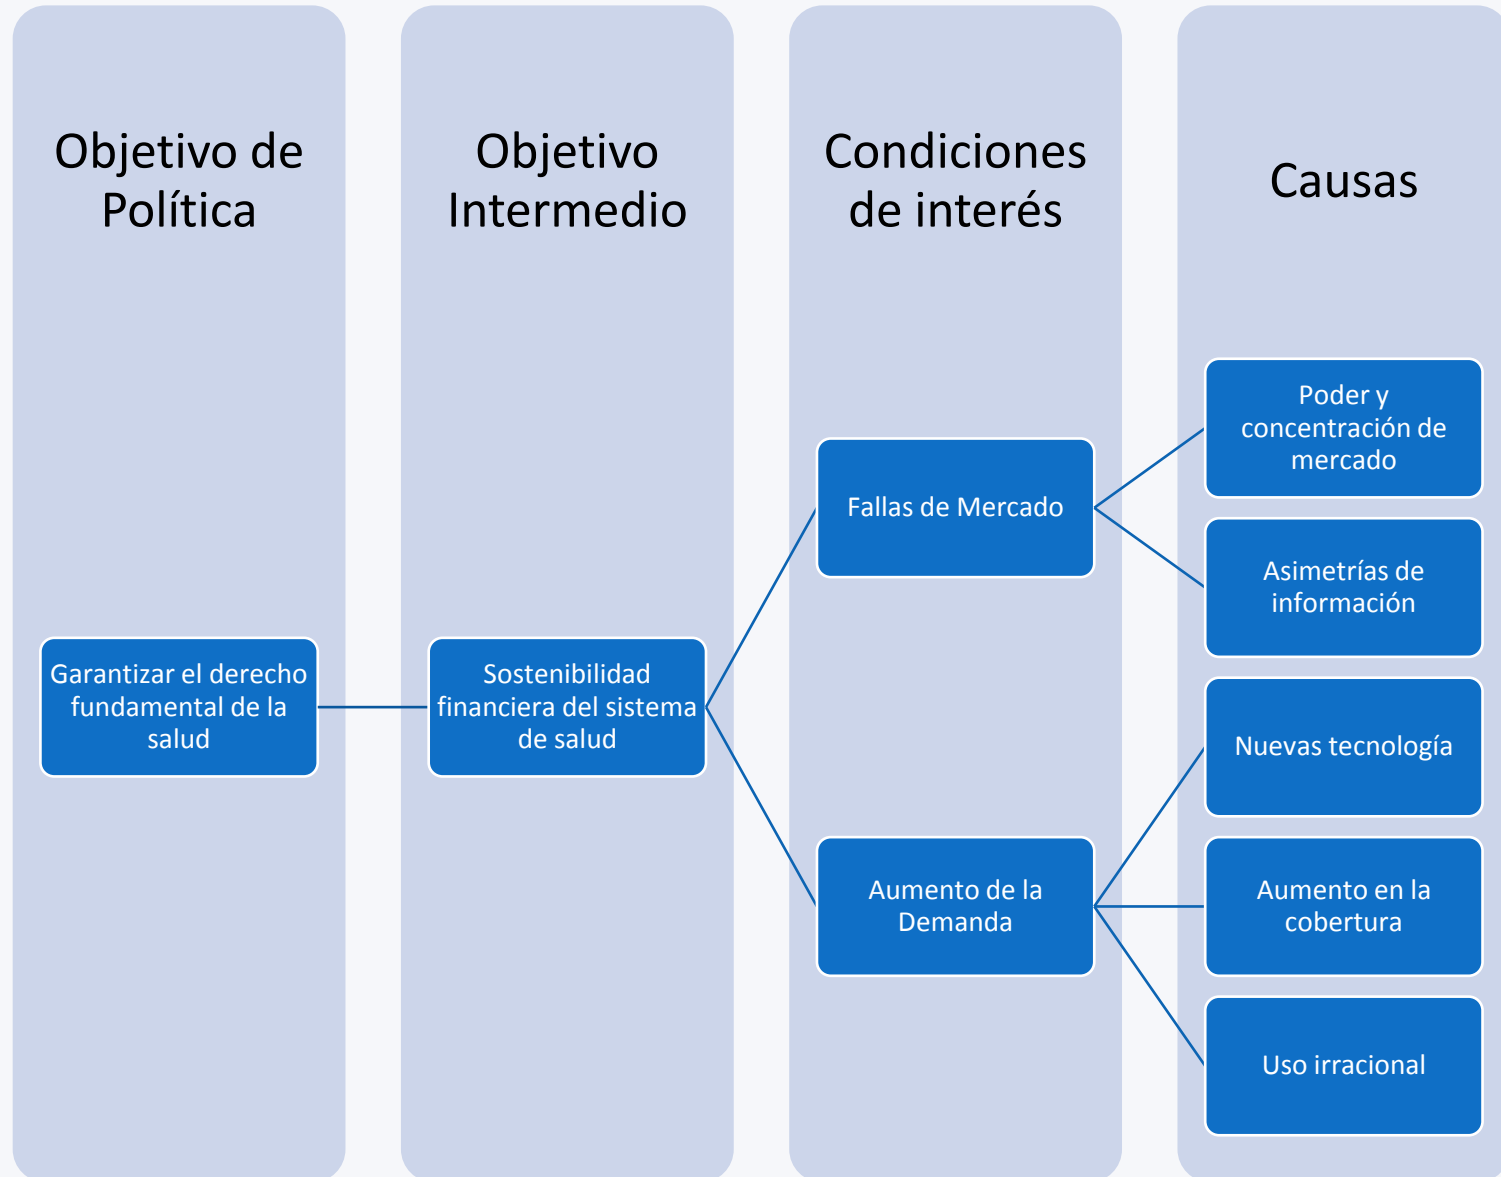 Objetivo de
Política
Objetivo
Intermedio
Condiciones
de interés
Causas
Garantizar el derecho
fundamental de la
salud
Sostenibilidad
financiera del sistema
de salud
Fallas de Mercado
Aumento de la
Demanda
Poder y
concentración de
mercado
Asimetrías de
información
Nuevas tecnología
Aumento en la
cobertura
Uso irracional